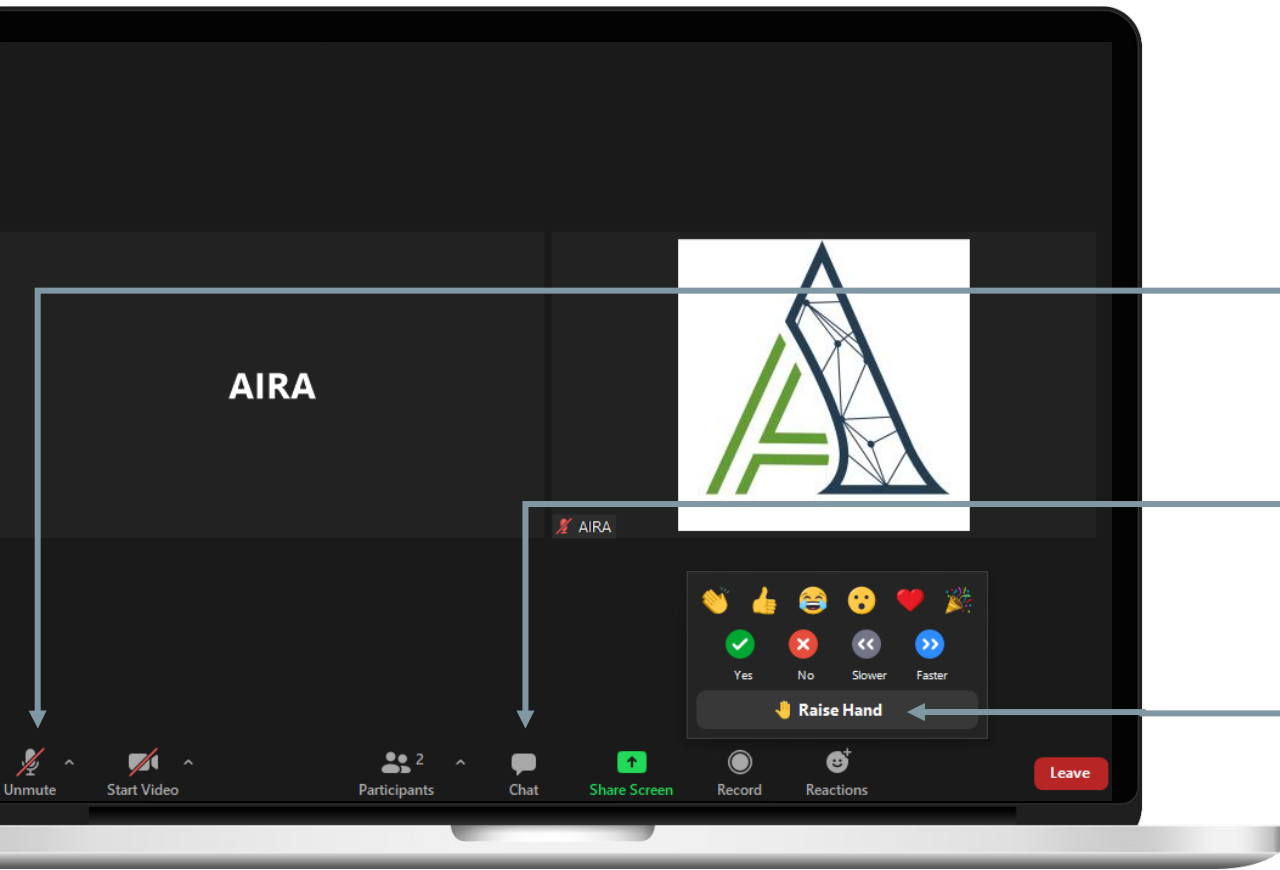 AIRA
AIRA
Yes No Slower Faster
Raise Hand
2
Unmute Start Video Participants Chat Share Screen Record Reactions
Leave